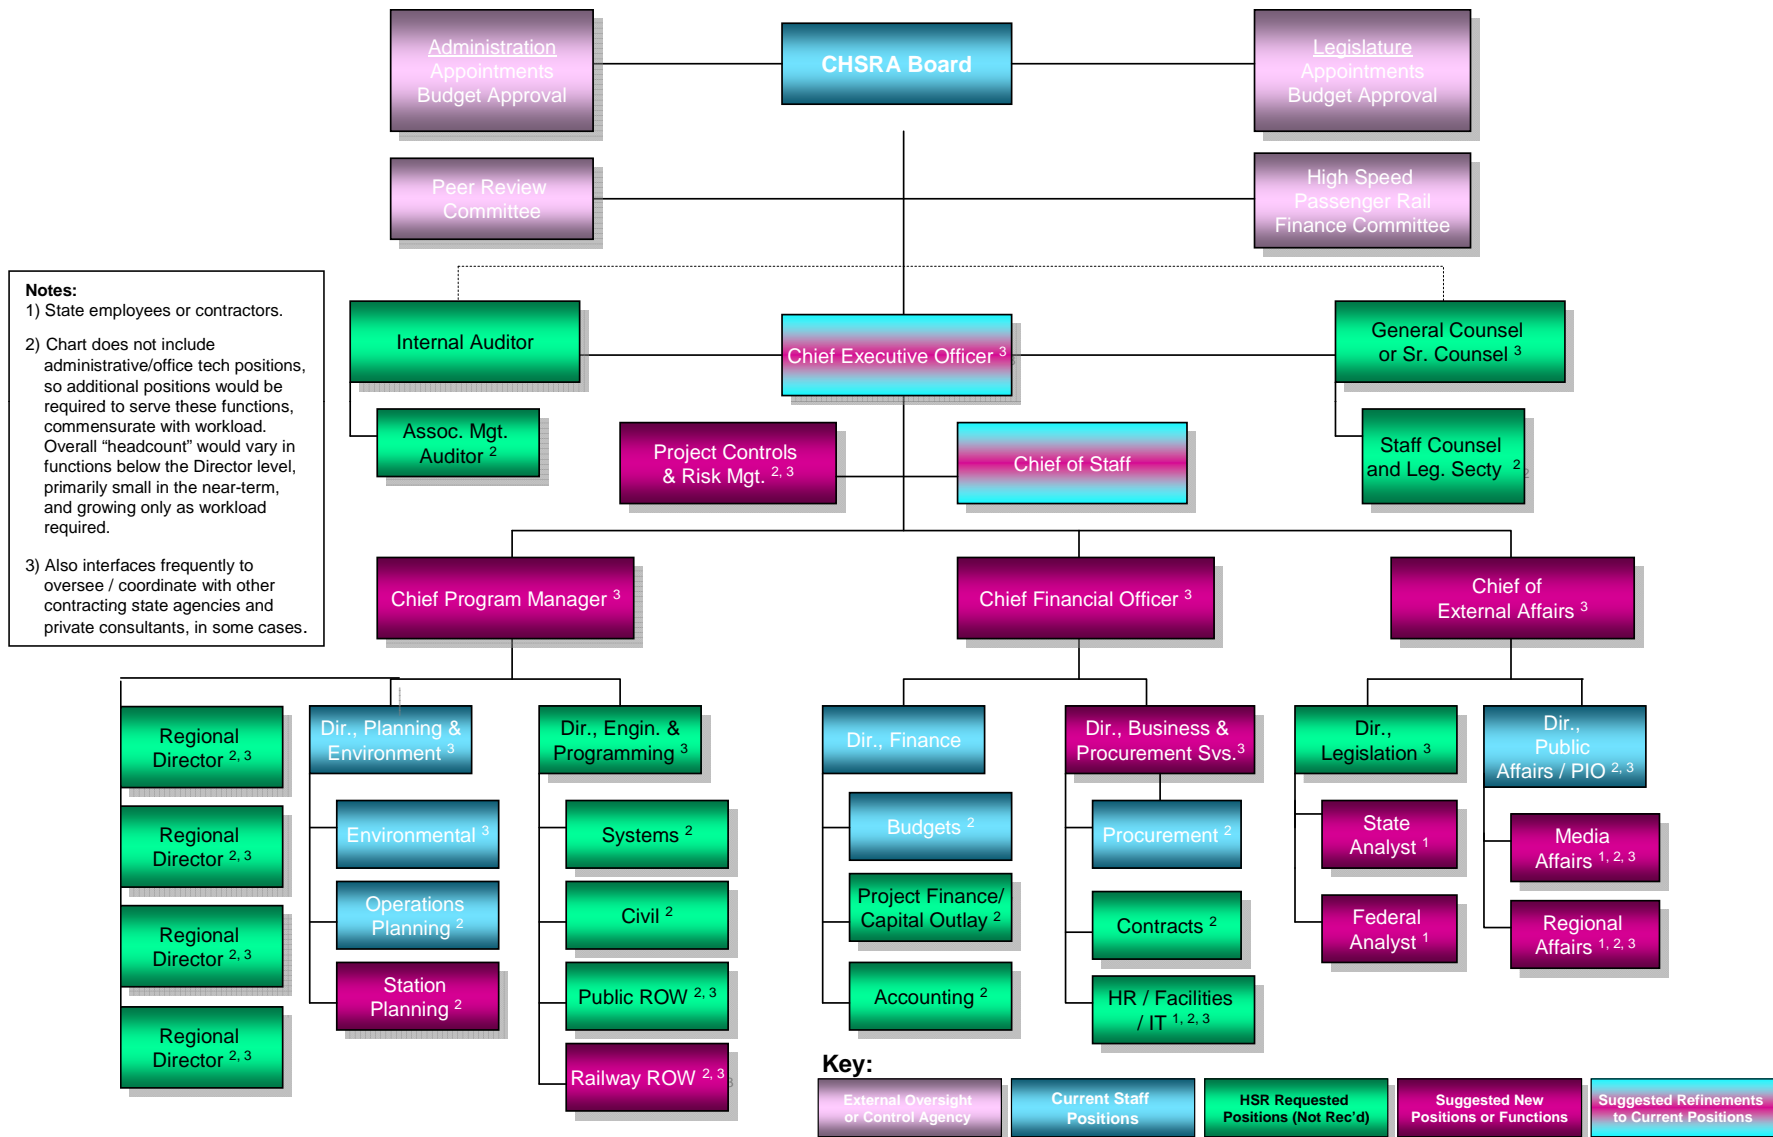 Administration
Appointments
Budget Approval
CHSRA Board
Legislature
Appointments
Budget Approval
Peer Review
Committee
High Speed
Passenger Rail
Finance Committee
Notes:
1) State employees or contractors.
2) Chart does not include
administrative/office tech positions,
so additional positions would be
required to serve these functions,
commensurate with workload.
Overall “headcount” would vary in
functions below the Director level,
primarily small in the near-term,
and growing only as workload
required.
3) Also interfaces frequently to
oversee / coordinate with other
contracting state agencies and
private consultants, in some cases.
Internal Auditor
Chief Executive Officer 3
General Counsel
or Sr. Counsel 3
Assoc. Mgt.
Auditor 2
Project Controls
& Risk Mgt. 2, 3
Chief of Staff
Staff Counsel
and Leg. Secty 2
Chief Program Manager 3
Chief Financial Officer 3
Chief of
External Affairs 3
Regional
Director 2, 3
Regional
Director 2, 3
Regional
Director 2, 3
Regional
Director 2, 3
Dir., Planning &
Environment 3
Environmental 3
Operations
Planning 2
Station
Planning 2
Dir., Engin. &
Programming 3
Systems 2
Civil 2
Public ROW 2, 3
Railway ROW 2, 3
Dir., Finance
Budgets 2
Project Finance/
Capital Outlay 2
Accounting 2
Dir., Business &
Procurement Svs. 3
Procurement 2
Contracts 2
HR / Facilities
/ IT 1, 2, 3
Dir.,
Legislation 3
State
Analyst 1
Federal
Analyst 1
Dir.,
Public
Affairs / PIO 2, 3
Media
Affairs 1, 2, 3
Regional
Affairs 1, 2, 3
Key:
External Oversight
or Control Agency
Current Staff
Positions
HSR Requested
Positions (Not Rec’d)
Suggested New
Positions or Functions
Suggested Refinements
to Current Positions